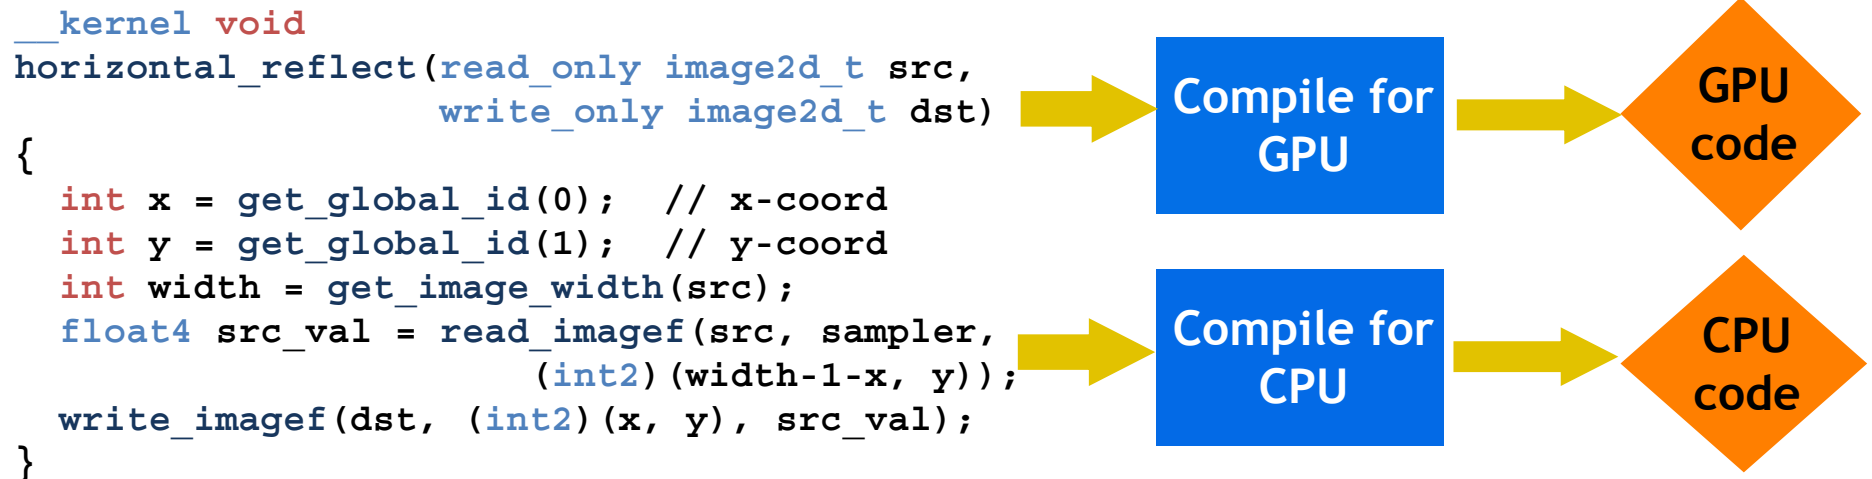 __kernel void
horizontal_reflect(read_only image2d_t src,
                   write_only image2d_t dst)
{
  int x = get_global_id(0);  // x-coord
  int y = get_global_id(1);  // y-coord
  int width = get_image_width(src);
  float4 src_val = read_imagef(src, sampler,
                       (int2)(width-1-x, y));
  write_imagef(dst, (int2)(x, y), src_val);
}
Compile for
GPU
GPU
code
Compile for
CPU
CPU
code